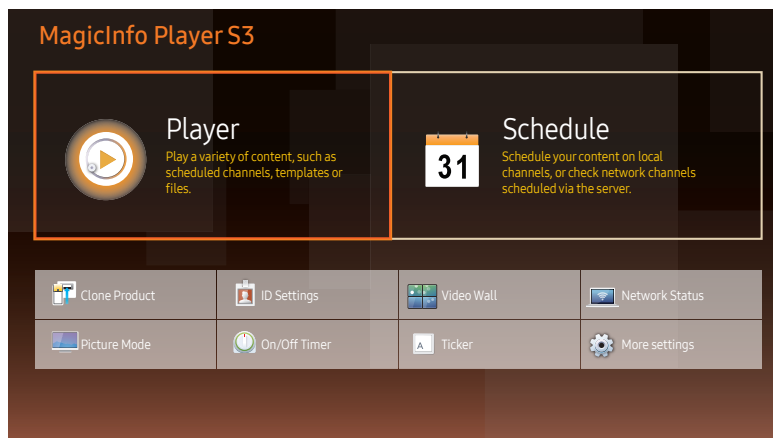 MagicInfo Player S3
Player
Play a variety of content, such as
scheduled channels, templates or
files.
31
Schedule
Schedule your content on local
channels, or check network channels
scheduled via the server.
Clone Product
ID Settings
Video Wall
Network Status
Picture Mode
On/Off Timer
A
Ticker
More settings